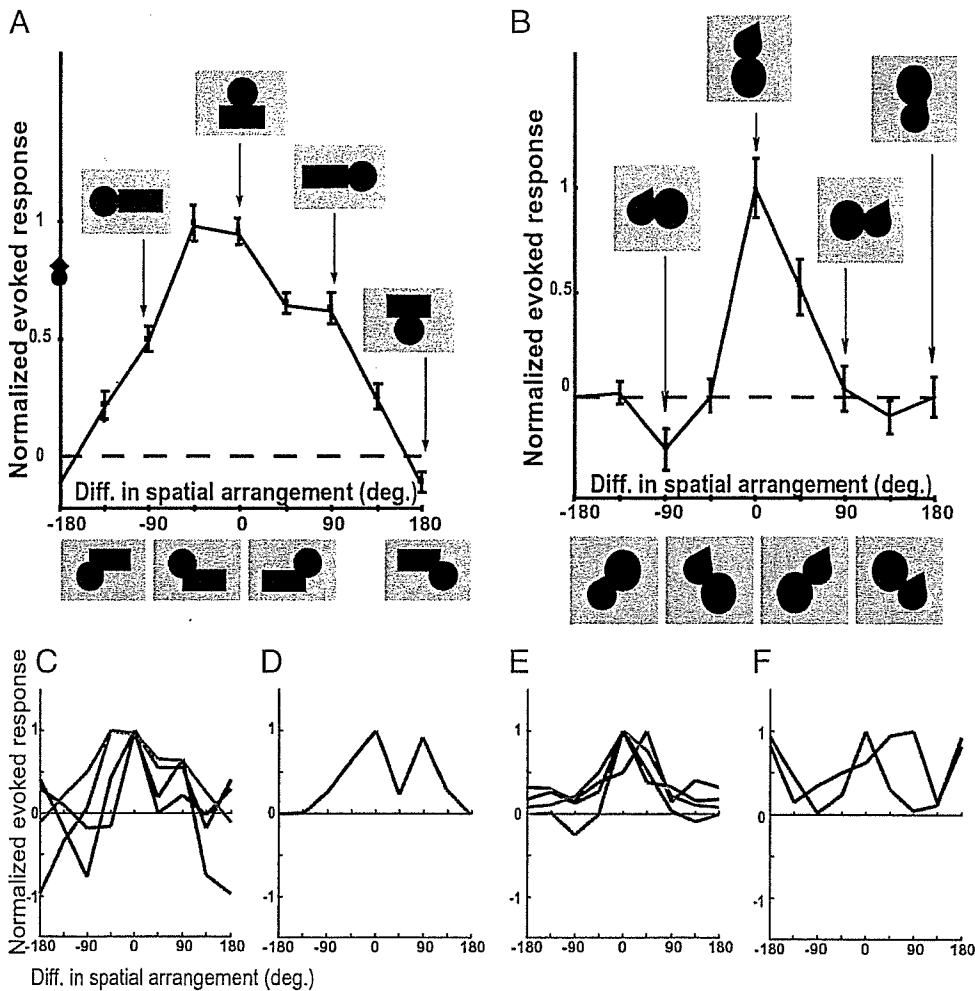 A
B
Normalized evoked response
1
0.5
0
Diff. in spatial arrangement (deg.)
-180 -90 0 90 180
Normalized evoked response
1
0.5
0
Diff. in spatial arrangement (deg.)
-180 -90 0 90 180
C
D
E
F
Normalized evoked response
1
0
-1
-180 -90 0 90 180
1
0
-1
-180 -90 0 90 180
1
0
-1
-180 -90 0 90 180
1
0
-1
-180 -90 0 90 180
Diff. in spatial arrangement (deg.)